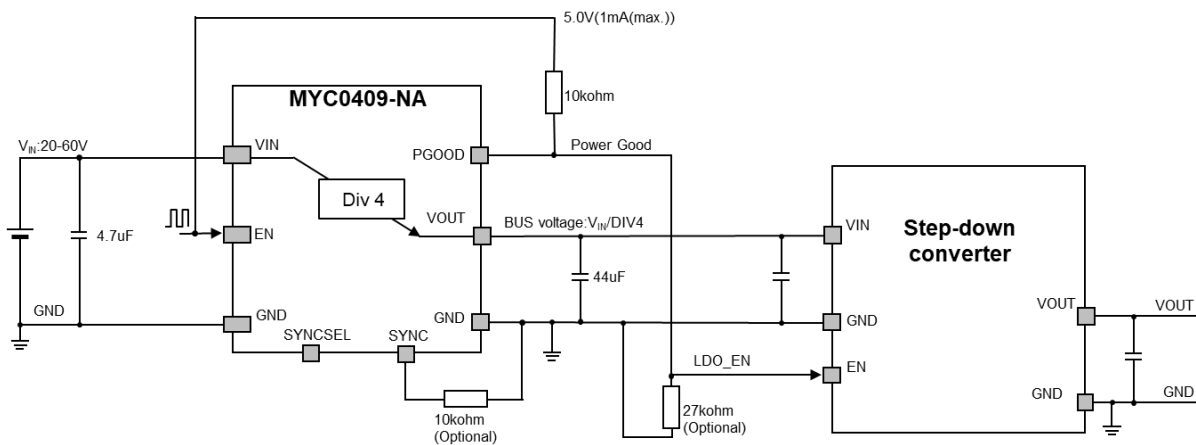 5.0V(1mA(max.))
MYC0409-NA
10kohm
VIN:20-60V
VIN
PGOOD
Power Good
Div 4
4.7uF
EN
VOUT
BUS voltage:VIN/DIV4
VIN
Step-down
converter
44uF
GND
GND
GND
GND
VOUT
VOUT
SYNCSEL
SYNC
LDO_EN
EN
10kohm
(Optional)
27kohm
(Optional)
GND
GND